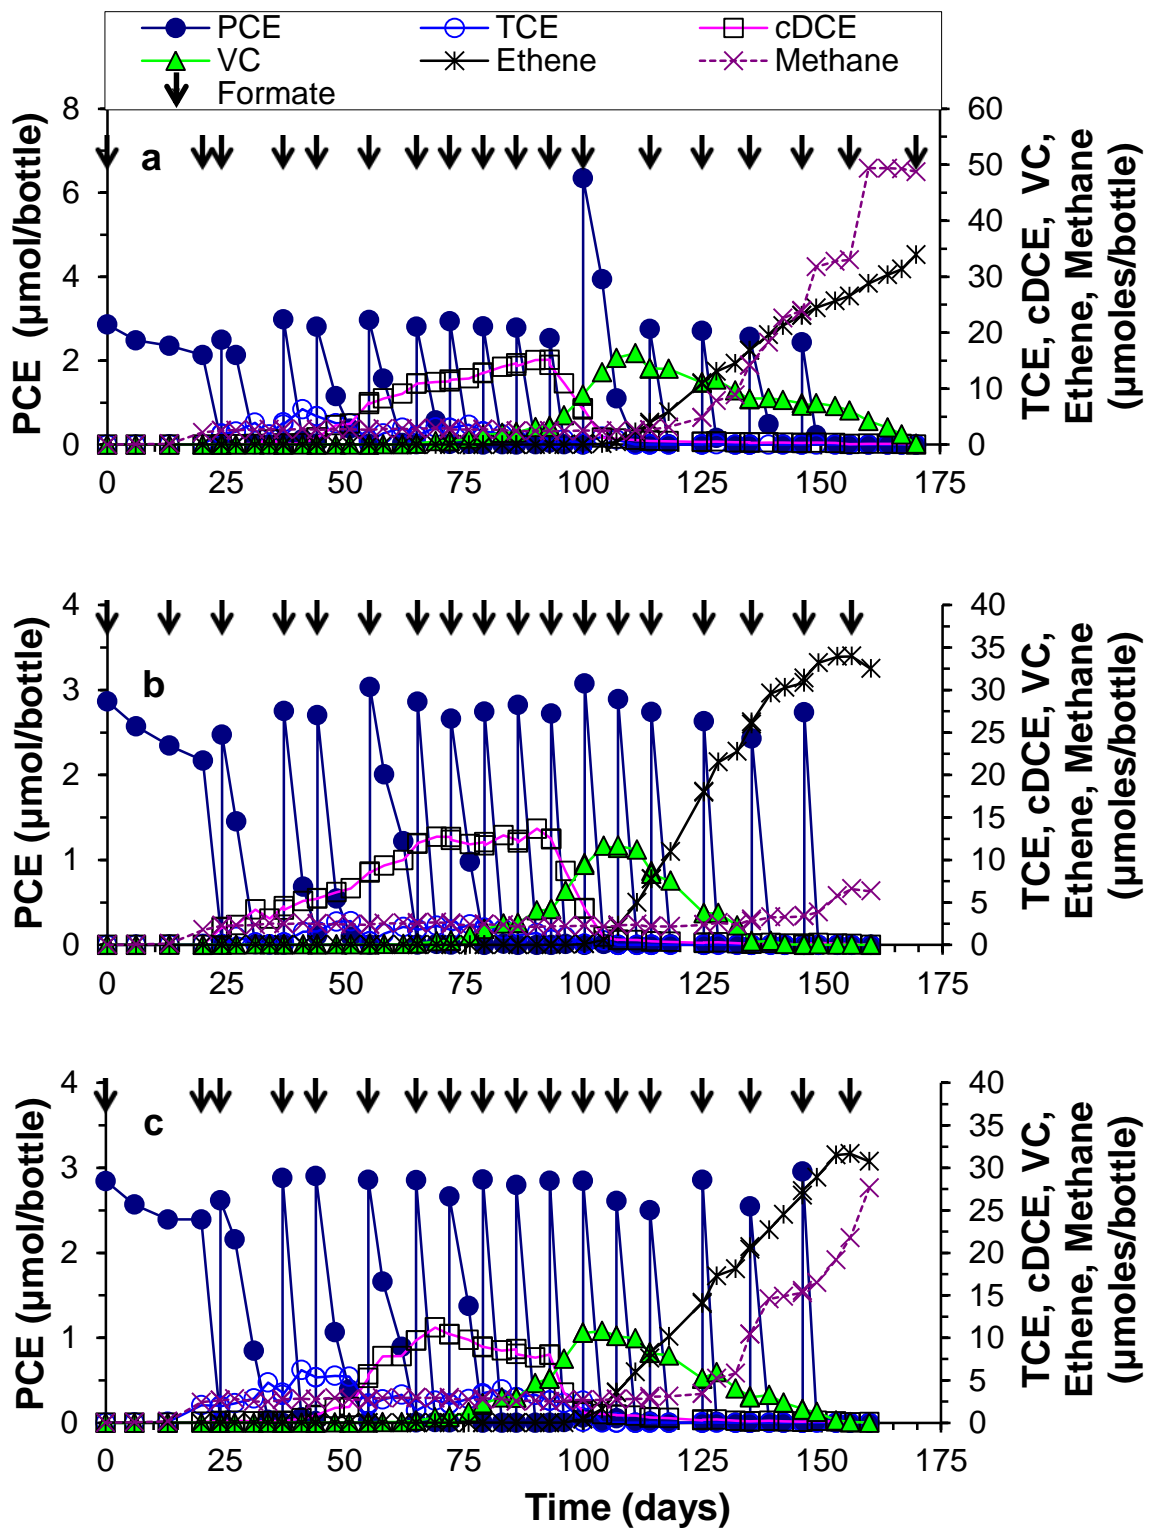 PCE TCE cDCE
VC Ethene Methane
Formate
8 60
50
6
40
4 30
20
2
10
0 0
0 25 50 75 100 125 150 175
a
PCE (µmol/bottle)
TCE, cDCE, VC,
Ethene, Methane
(µmoles/bottle)
4 40
35
3 30
25
2 20
15
1 10
5
0 0
0 25 50 75 100 125 150 175
b
PCE (µmol/bottle)
TCE, cDCE, VC,
Ethene, Methane
(µmoles/bottle)
4 40
35
3 30
25
2 20
15
1 10
5
0 0
0 25 50 75 100 125 150 175
c
PCE (µmol/bottle)
TCE, cDCE, VC,
Ethene, Methane
(µmoles/bottle)
Time (days)